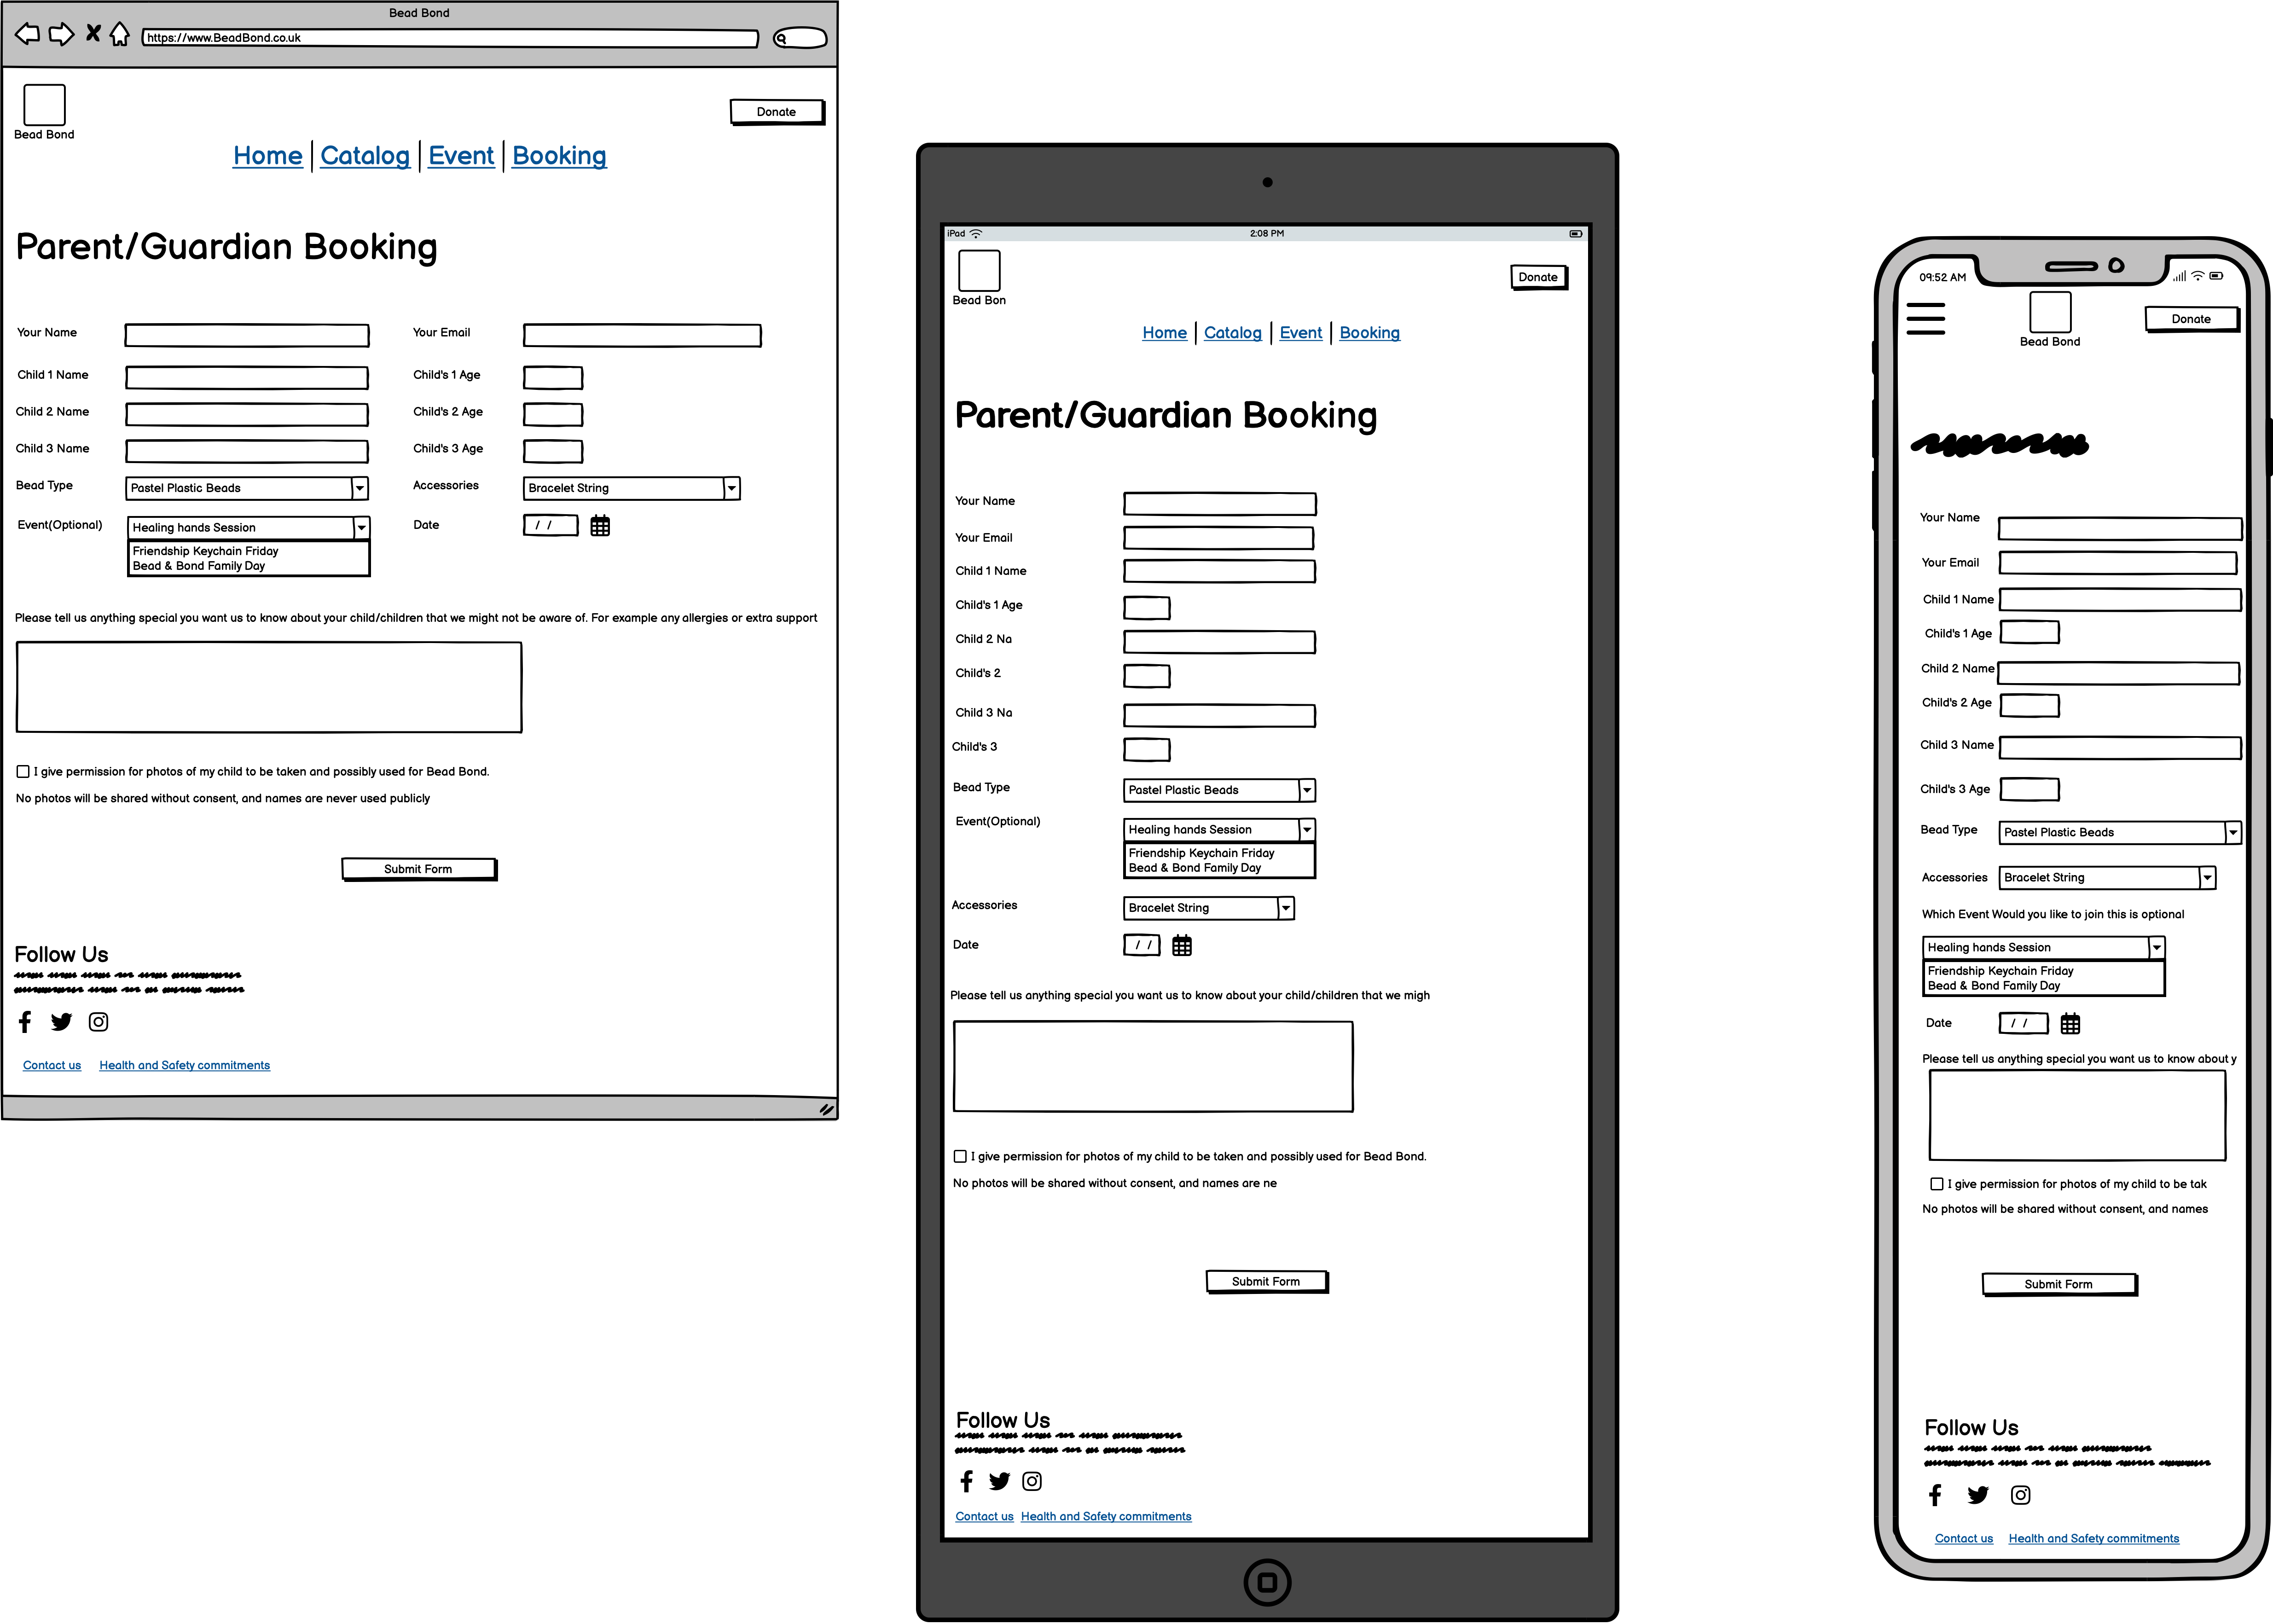 Bead Bond
https://www.BeadBond.co.uk
Bead Bond
Donate
Home | Catalog | Event | Booking
Parent/Guardian Booking
Your Name Your Email
Child 1 Name Child's 1 Age
Child 2 Name Child's 2 Age
Child 3 Name Child's 3 Age
Bead Type Pastel Plastic Beads Accessories Bracelet String
Event(Optional) Healing hands Session Date / /
Friendship Keychain Friday
Bead & Bond Family Day
Please tell us anything special you want us to know about your child/children that we might not be aware of. For example any allergies or extra support
I give permission for photos of my child to be taken and possibly used for Bead Bond.
No photos will be shared without consent, and names are never used publicly
Submit Form
Follow Us
Contact us Health and Safety commitments
iPad 2:08 PM
Donate
Bead Bon
Home | Catalog | Event | Booking
Parent/Guardian Booking
Your Name
Your Email
Child 1 Name
Child's 1 Age
Child 2 Na
Child's 2
Child 3 Na
Child's 3
Bead Type Pastel Plastic Beads
Event(Optional) Healing hands Session
Friendship Keychain Friday
Bead & Bond Family Day
Accessories Bracelet String
Date / /
Please tell us anything special you want us to know about your child/children that we migh
I give permission for photos of my child to be taken and possibly used for Bead Bond.
No photos will be shared without consent, and names are ne
Submit Form
Follow Us
Contact us Health and Safety commitments
09:52 AM
Donate
Bead Bond
Your Name
Your Email
Child 1 Name
Child's 1 Age
Child 2 Name
Child's 2 Age
Child 3 Name
Child's 3 Age
Bead Type Pastel Plastic Beads
Accessories Bracelet String
Which Event Would you like to join this is optional
Healing hands Session
Friendship Keychain Friday
Bead & Bond Family Day
Date / /
Please tell us anything special you want us to know about y
I give permission for photos of my child to be tak
No photos will be shared without consent, and names
Submit Form
Follow Us
Contact us Health and Safety commitments